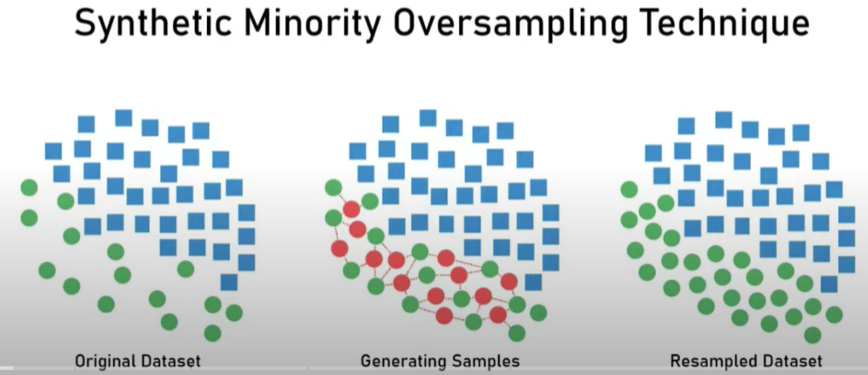 Synthetic Minority Oversampling Technique
Original Dataset
Generating Samples
Resampled Dataset